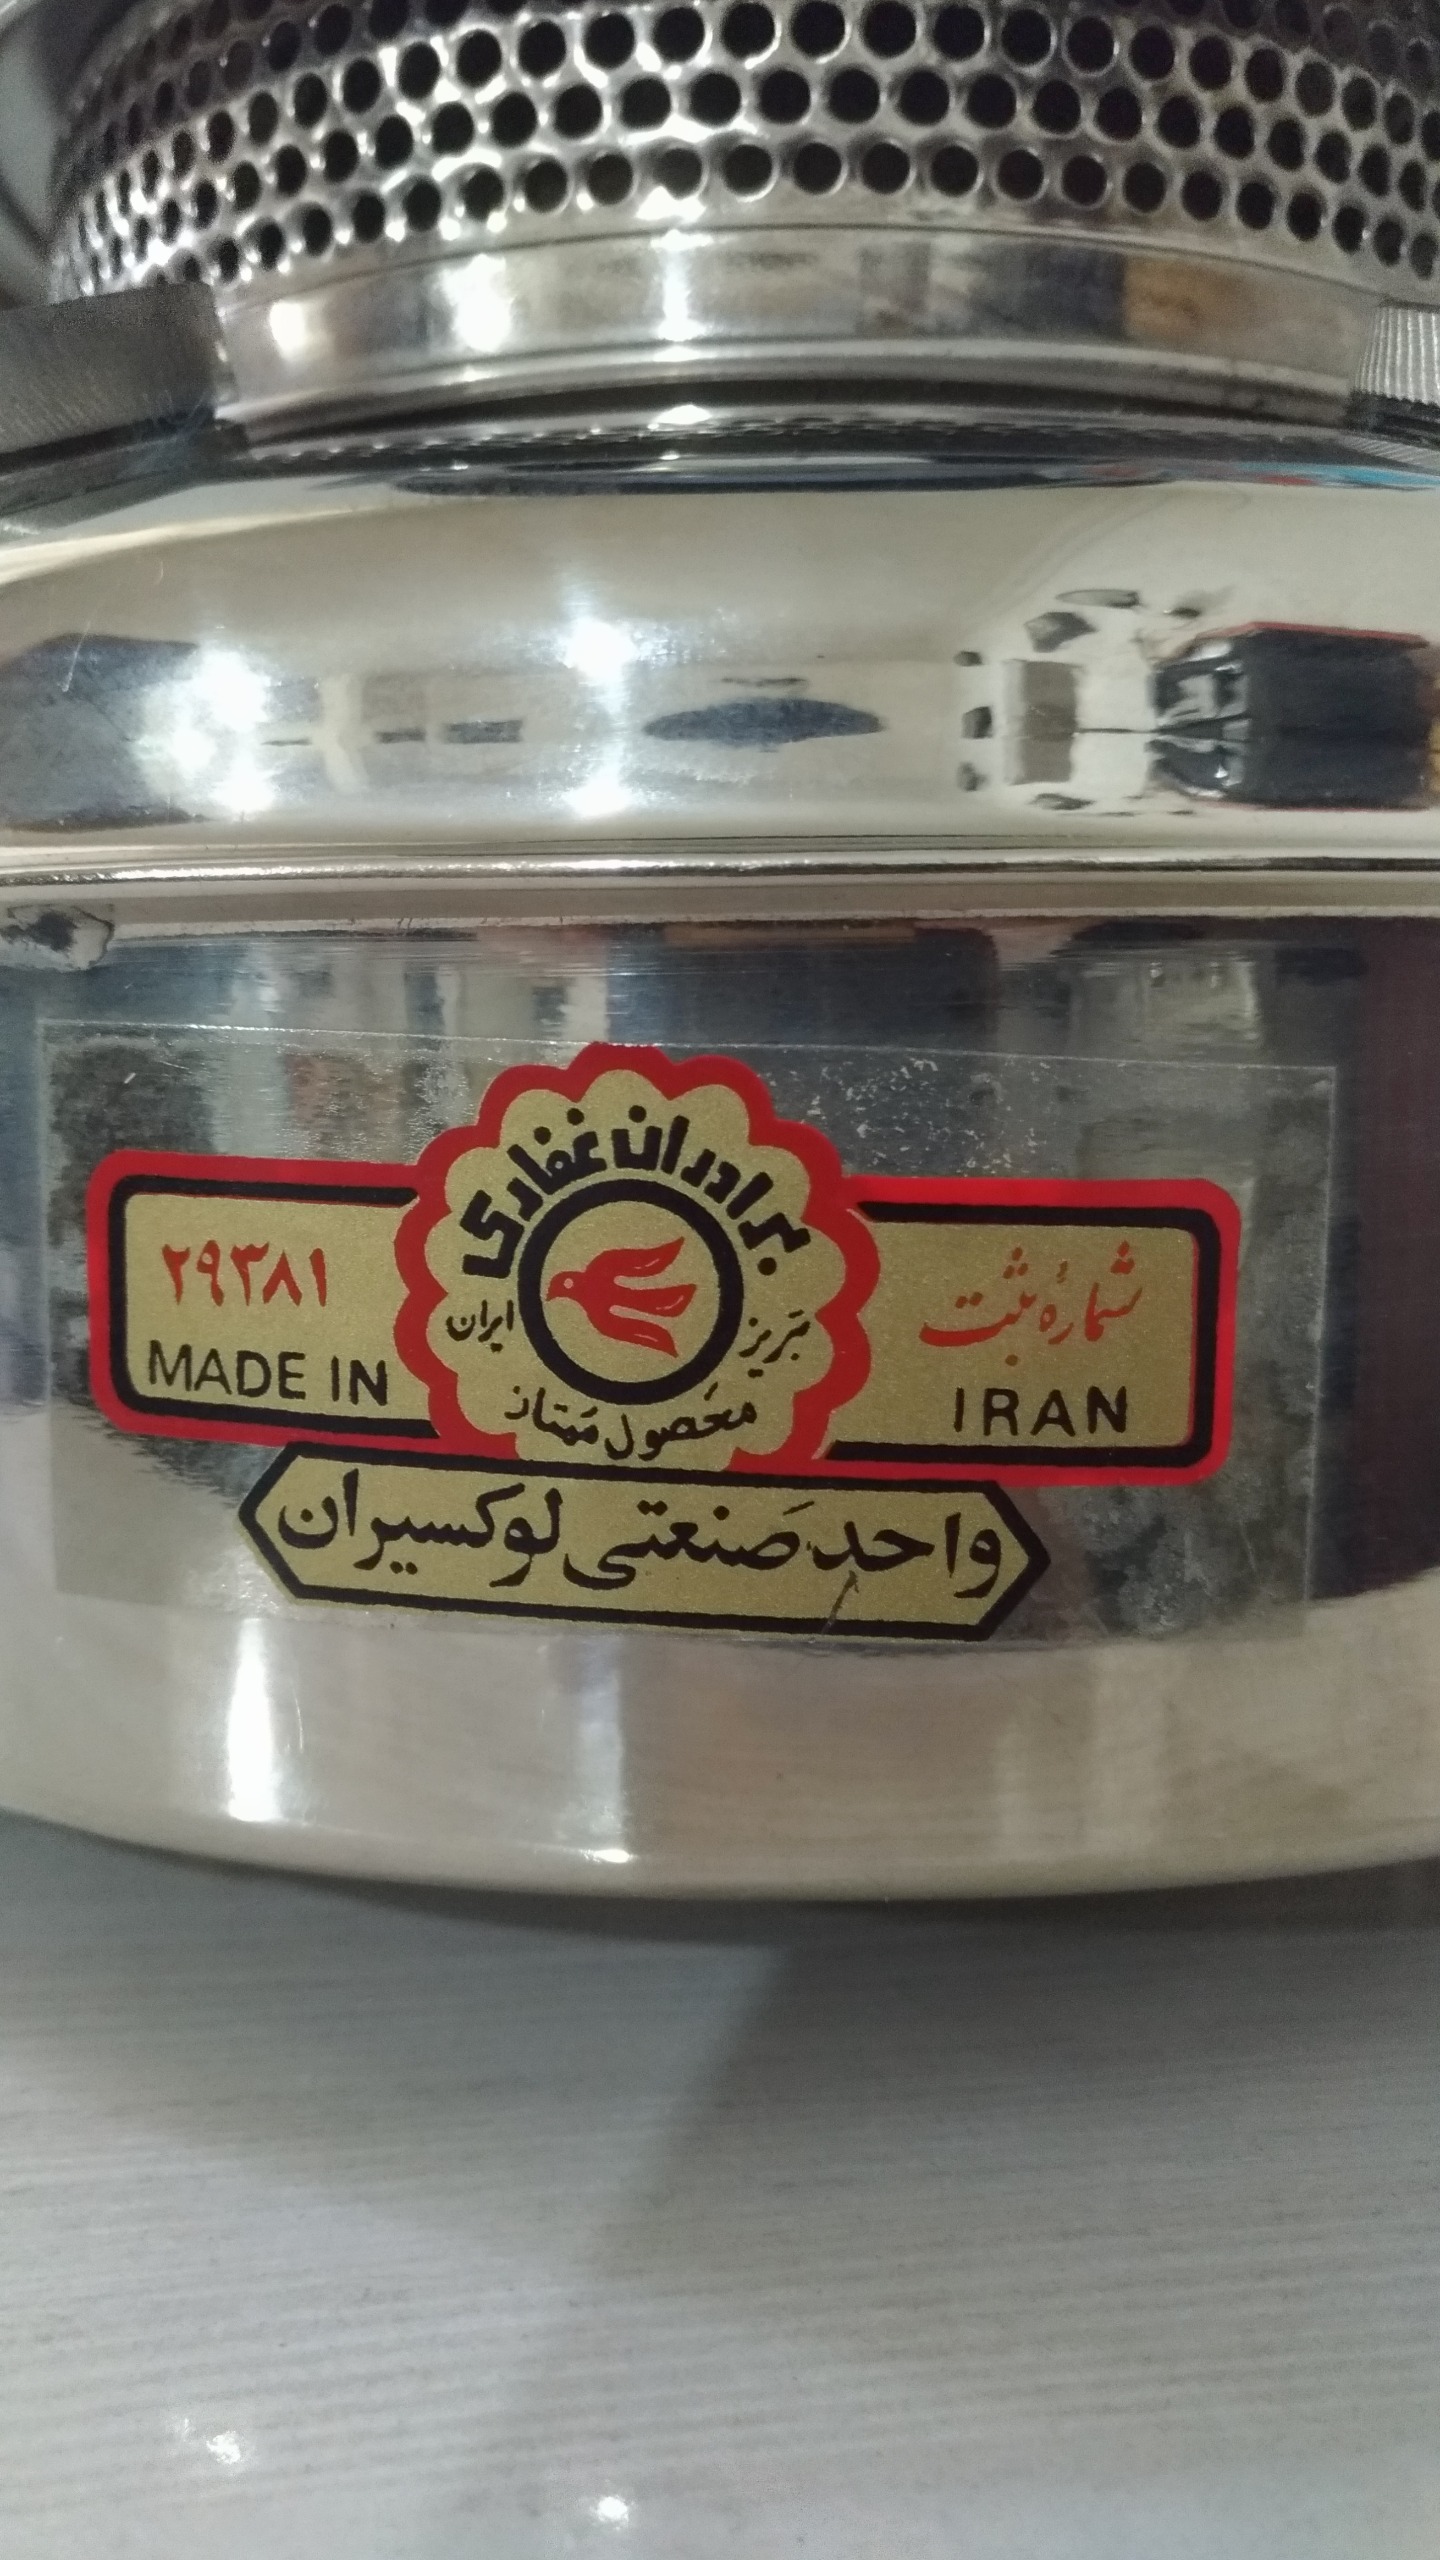 برادران غفاری
تبریز
ایران
محصول ممتاز
شمارهٔ ثبت
۲۹۳۸۱
MADE IN
IRAN
واحد صنعتی لوکسیران